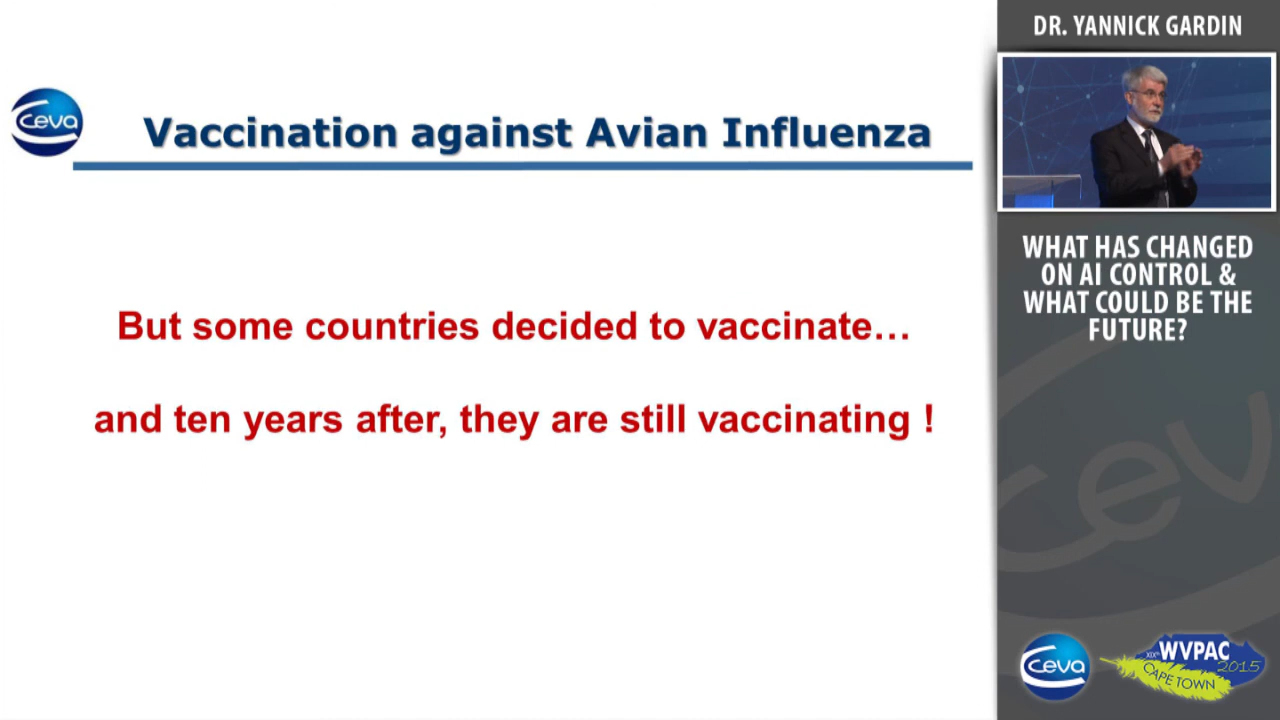 Ceva
Vaccination against Avian Influenza
But some countries decided to vaccinate…
and ten years after, they are still vaccinating !
DR. YANNICK GARDIN
WHAT HAS CHANGED
ON AI CONTROL &
WHAT COULD BE THE
FUTURE?
Ceva
Ceva
XIXth WVPAC
2015
CAPE TOWN